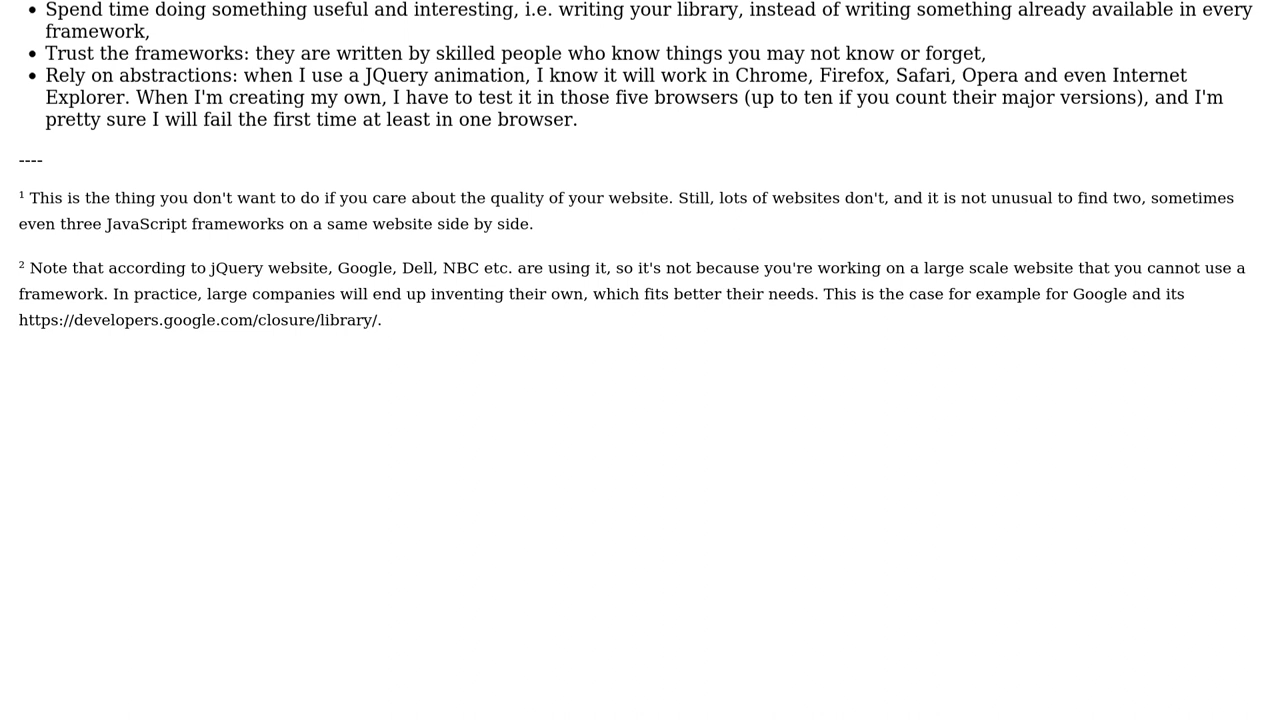 • Spend time doing something useful and interesting, i.e. writing your library, instead of writing something already available in every
framework,
• Trust the frameworks: they are written by skilled people who know things you may not know or forget,
• Rely on abstractions: when I use a JQuery animation, I know it will work in Chrome, Firefox, Safari, Opera and even Internet
Explorer. When I'm creating my own, I have to test it in those five browsers (up to ten if you count their major versions), and I'm
pretty sure I will fail the first time at least in one browser.
----
¹ This is the thing you don't want to do if you care about the quality of your website. Still, lots of websites don't, and it is not unusual to find two, sometimes
even three JavaScript frameworks on a same website side by side.
² Note that according to jQuery website, Google, Dell, NBC etc. are using it, so it's not because you're working on a large scale website that you cannot use a
framework. In practice, large companies will end up inventing their own, which fits better their needs. This is the case for example for Google and its
https://developers.google.com/closure/library/.